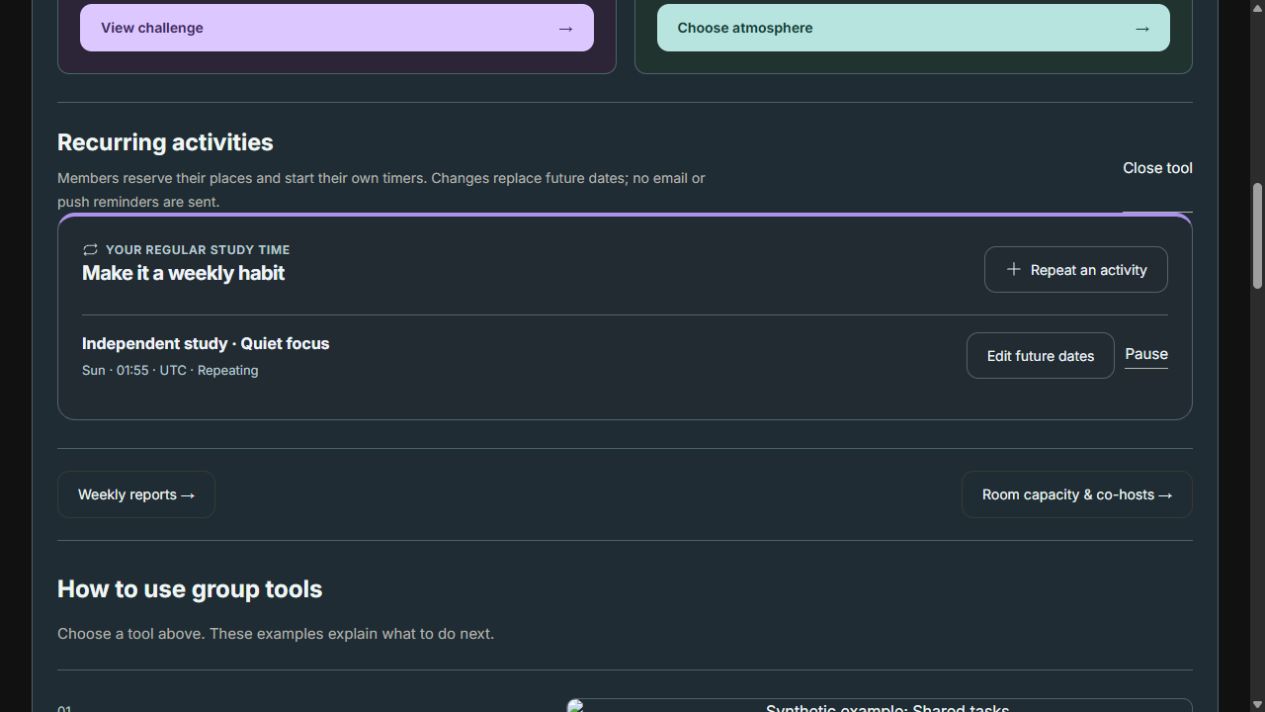 View challenge →
Choose atmosphere →
Recurring activities
Members reserve their places and start their own timers. Changes replace future dates; no email or
push reminders are sent.
Close tool
YOUR REGULAR STUDY TIME
Make it a weekly habit
+ Repeat an activity
Independent study · Quiet focus
Sun · 01:55 · UTC · Repeating
Edit future dates
Pause
Weekly reports →
Room capacity & co-hosts →
How to use group tools
Choose a tool above. These examples explain what to do next.
01
Synthetic example: Shared tasks